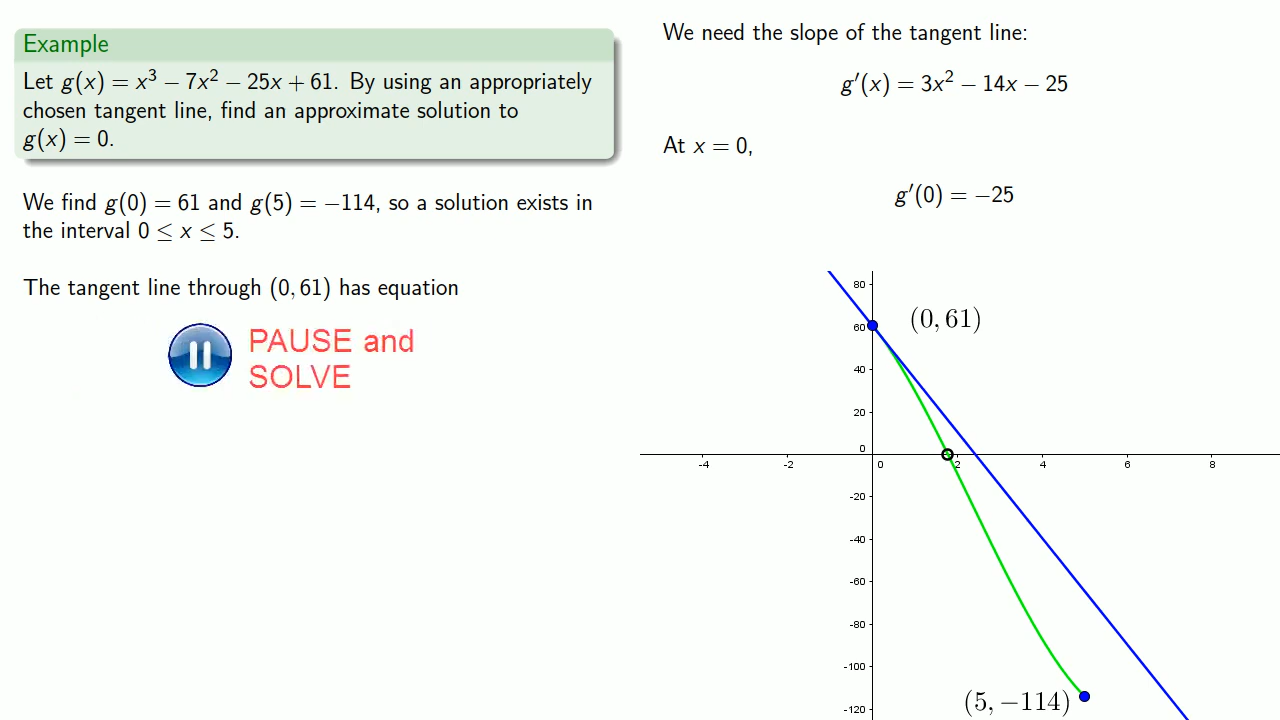 Example
Let g(x) = x³ − 7x² − 25x + 61. By using an appropriately
chosen tangent line, find an approximate solution to
g(x) = 0.
We find g(0) = 61 and g(5) = −114, so a solution exists in
the interval 0 ≤ x ≤ 5.
The tangent line through (0, 61) has equation
PAUSE and
SOLVE
We need the slope of the tangent line:
g′(x) = 3x² − 14x − 25
At x = 0,
g′(0) = −25
80
60
40
20
0
-20
-40
-60
-80
-100
-120
-4
-2
0
2
4
6
8
(0, 61)
(5, −114)